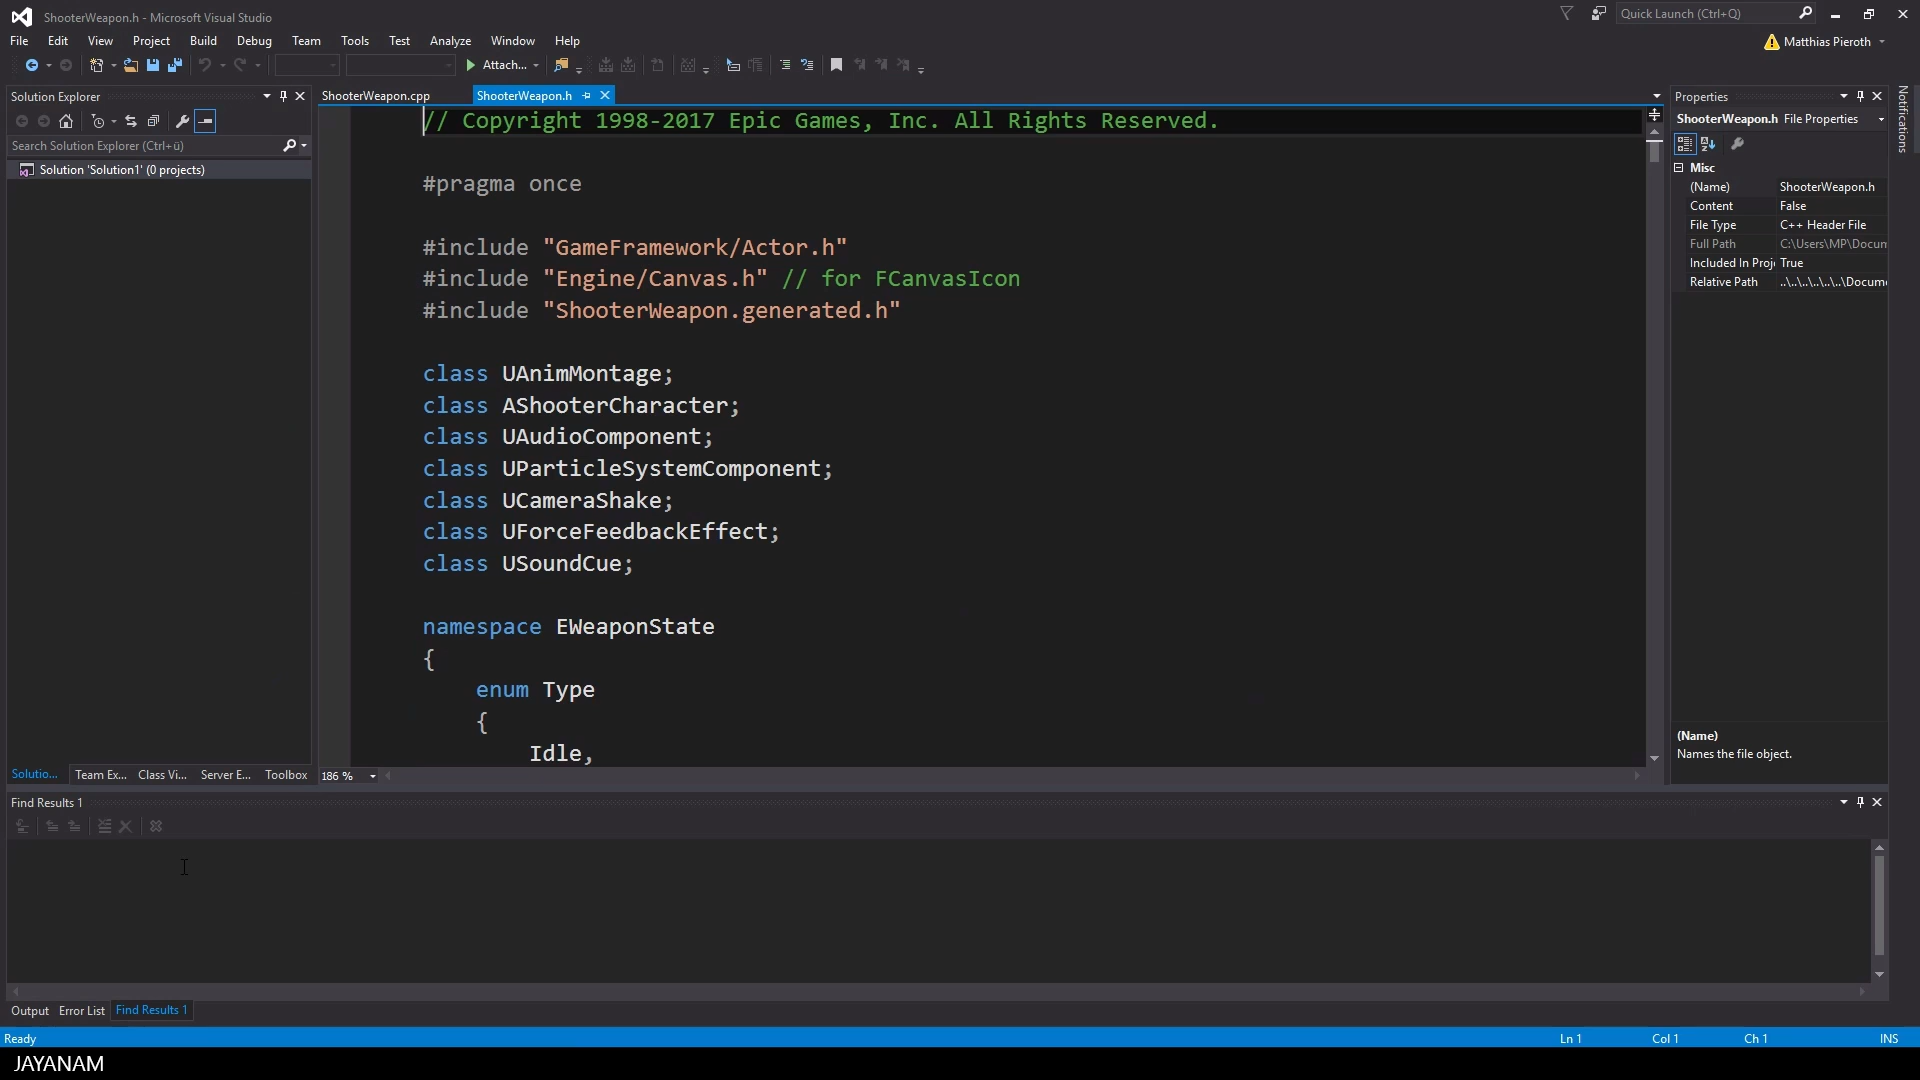 ShooterWeapon.h - Microsoft Visual Studio
Quick Launch (Ctrl+Q)
File Edit View Project Build Debug Team Tools Test Analyze Window Help
Matthias Pieroth
Attach...
Solution Explorer
Search Solution Explorer (Ctrl+ü)
Solution 'Solution1' (0 projects)
Solutio... Team Ex... Class Vi... Server E... Toolbox
ShooterWeapon.cpp ShooterWeapon.h
// Copyright 1998-2017 Epic Games, Inc. All Rights Reserved.
#pragma once
#include "GameFramework/Actor.h"
#include "Engine/Canvas.h" // for FCanvasIcon
#include "ShooterWeapon.generated.h"
class UAnimMontage;
class AShooterCharacter;
class UAudioComponent;
class UParticleSystemComponent;
class UCameraShake;
class UForceFeedbackEffect;
class USoundCue;
namespace EWeaponState
{
enum Type
{
Idle,
186 %
Properties
ShooterWeapon.h File Properties
Misc
(Name) ShooterWeapon.h
Content False
File Type C++ Header File
Full Path C:\Users\MP\Docum
Included In Proj True
Relative Path ..\..\..\..\..\Docume
(Name)
Names the file object.
Notifications
Find Results 1
Output Error List Find Results 1
Ready Ln 1 Col 1 Ch 1 INS
JAYANAM